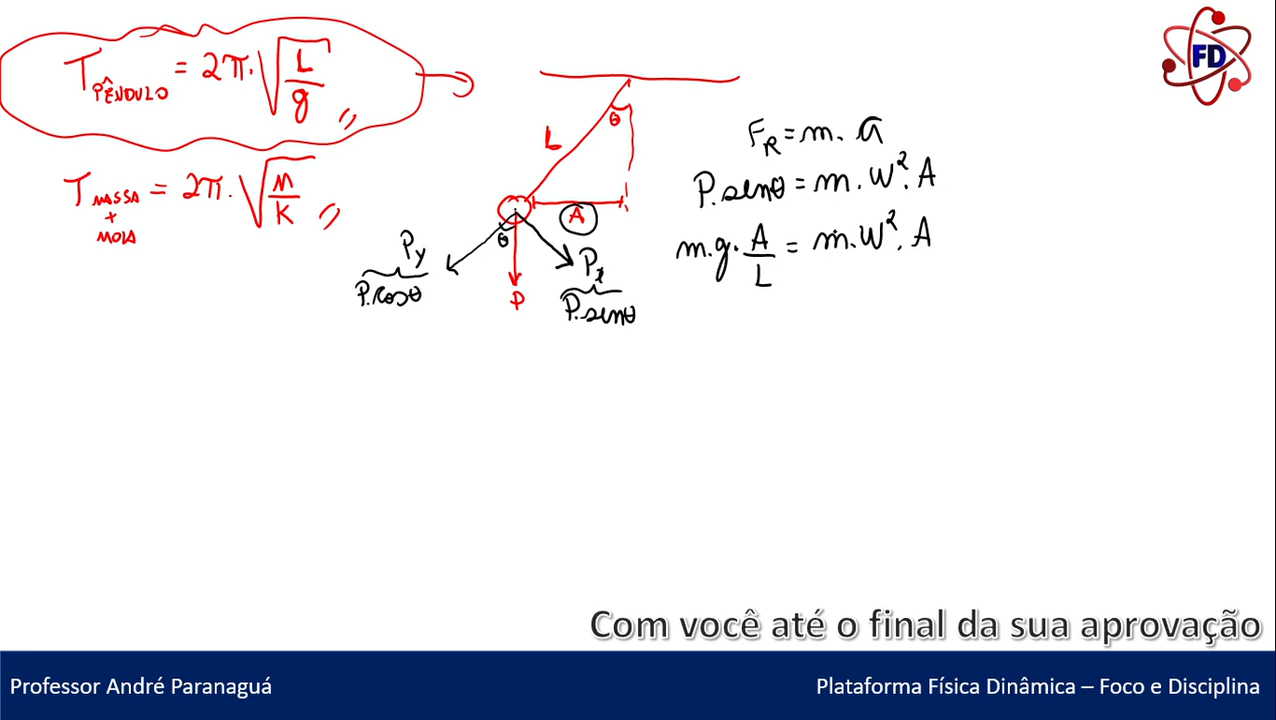 T PÊNDULO = 2π.√(L/g) //
T MASSA + MOLA = 2π.√(M/K) //
L
θ
A
θ
Py
P.cosθ
P
Px
P.senθ
FR = m. a
P.senθ = m. W². A
m.g. A/L = m. W². A
FD
Com você até o final da sua aprovação
Professor André Paranaguá
Plataforma Física Dinâmica – Foco e Disciplina